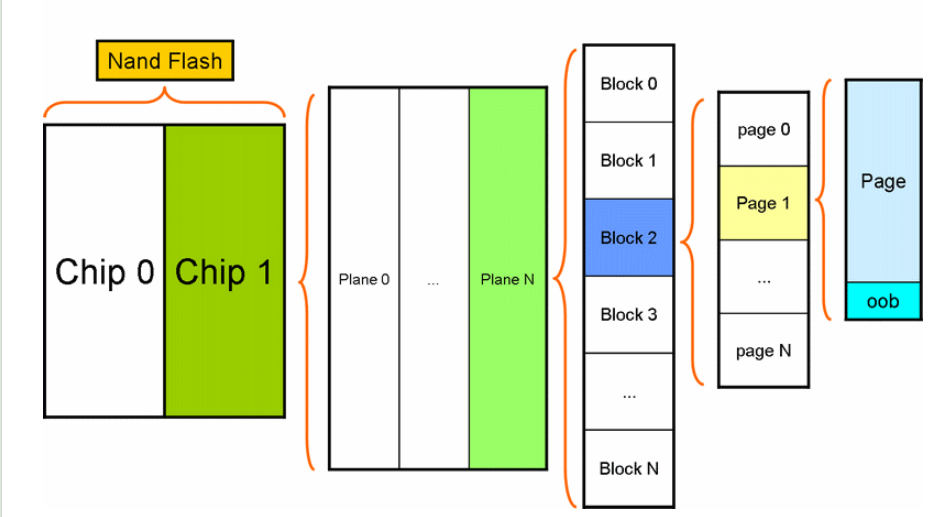 Nand Flash
Chip 0
Chip 1
Plane 0
...
Plane N
Block 0
Block 1
Block 2
Block 3
...
Block N
page 0
Page 1
...
page N
Page
oob